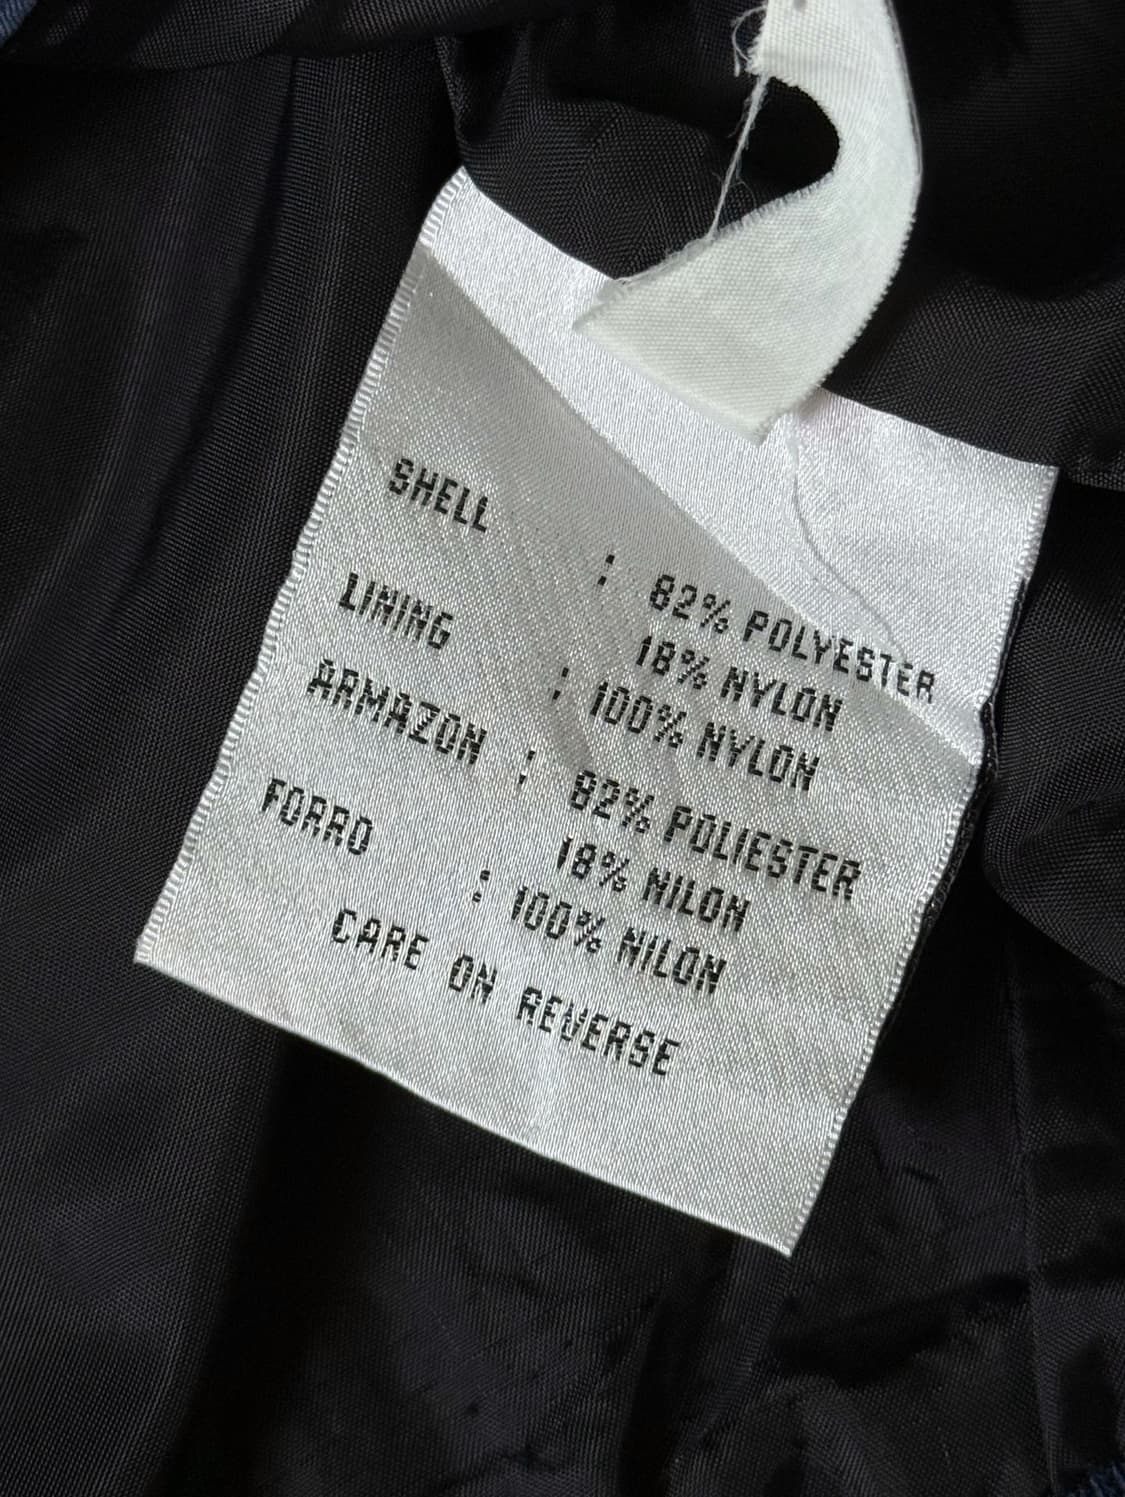 SHELL : 82% POLYESTER
18% NYLON
LINING : 100% NYLON
ARMAZON : 82% POLIESTER
18% NILON
FORRO : 100% NILON
CARE ON REVERSE